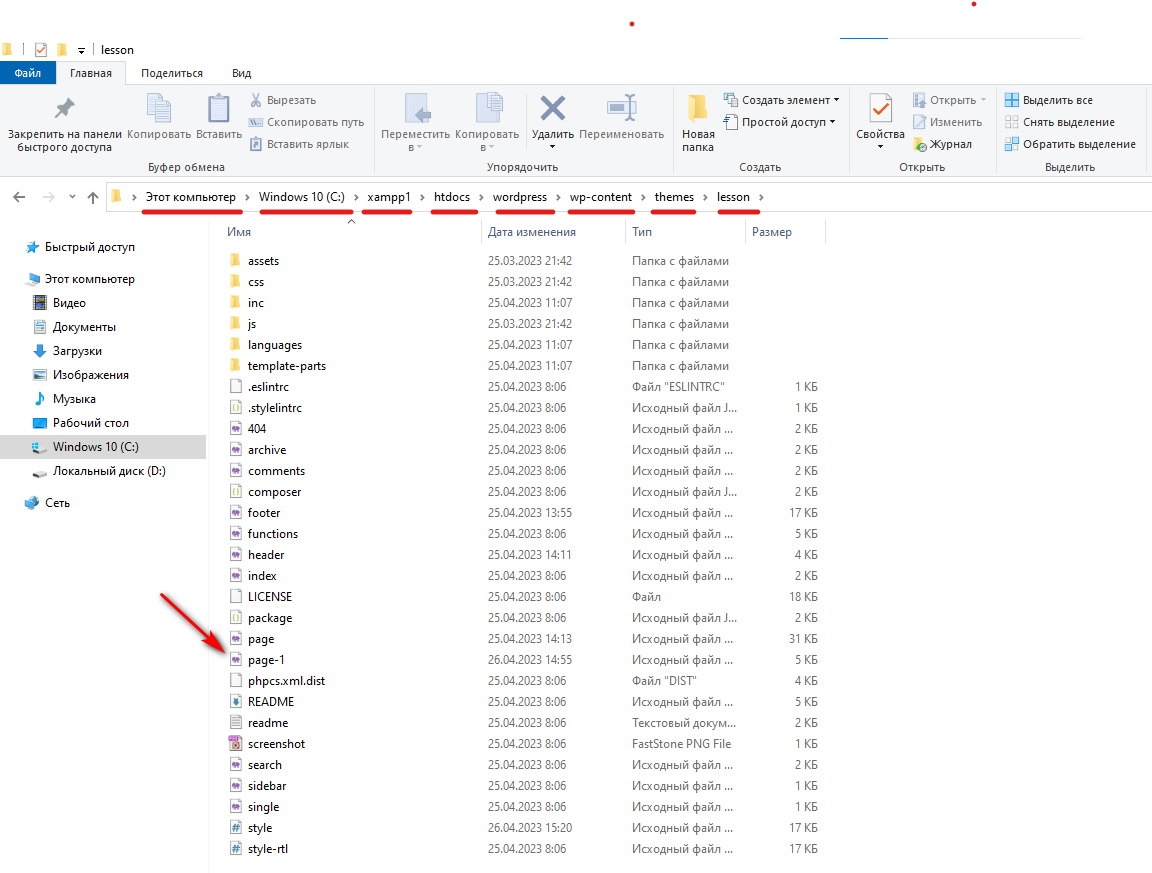 lesson
Файл Главная Поделиться Вид
Закрепить на панели быстрого доступа
Копировать
Вставить
Вырезать
Скопировать путь
Вставить ярлык
Буфер обмена
Переместить в
Копировать в
Удалить
Переименовать
Упорядочить
Новая папка
Создать элемент
Простой доступ
Создать
Свойства
Открыть
Изменить
Журнал
Открыть
Выделить все
Снять выделение
Обратить выделение
Выделить
Этот компьютер > Windows 10 (C:) > xampp1 > htdocs > wordpress > wp-content > themes > lesson >
Быстрый доступ
Этот компьютер
Видео
Документы
Загрузки
Изображения
Музыка
Рабочий стол
Windows 10 (C:)
Локальный диск (D:)
Сеть
Имя Дата изменения Тип Размер
assets 25.03.2023 21:42 Папка с файлами
css 25.03.2023 21:42 Папка с файлами
inc 25.04.2023 11:07 Папка с файлами
js 25.03.2023 21:42 Папка с файлами
languages 25.04.2023 11:07 Папка с файлами
template-parts 25.04.2023 11:07 Папка с файлами
.eslintrc 25.04.2023 8:06 Файл "ESLINTRC" 1 КБ
.stylelintrc 25.04.2023 8:06 Исходный файл J... 1 КБ
404 25.04.2023 8:06 Исходный файл ... 2 КБ
archive 25.04.2023 8:06 Исходный файл ... 2 КБ
comments 25.04.2023 8:06 Исходный файл ... 2 КБ
composer 25.04.2023 8:06 Исходный файл J... 2 КБ
footer 25.04.2023 13:55 Исходный файл ... 17 КБ
functions 25.04.2023 8:06 Исходный файл ... 5 КБ
header 25.04.2023 14:11 Исходный файл ... 4 КБ
index 25.04.2023 8:06 Исходный файл ... 2 КБ
LICENSE 25.04.2023 8:06 Файл 18 КБ
package 25.04.2023 8:06 Исходный файл J... 2 КБ
page 25.04.2023 14:13 Исходный файл ... 31 КБ
page-1 26.04.2023 14:55 Исходный файл ... 5 КБ
phpcs.xml.dist 25.04.2023 8:06 Файл "DIST" 4 КБ
README 25.04.2023 8:06 Исходный файл ... 5 КБ
readme 25.04.2023 8:06 Текстовый докум... 2 КБ
screenshot 25.04.2023 8:06 FastStone PNG File 1 КБ
search 25.04.2023 8:06 Исходный файл ... 2 КБ
sidebar 25.04.2023 8:06 Исходный файл ... 1 КБ
single 25.04.2023 8:06 Исходный файл ... 1 КБ
style 26.04.2023 15:20 Исходный файл ... 17 КБ
style-rtl 25.04.2023 8:06 Исходный файл ... 17 КБ